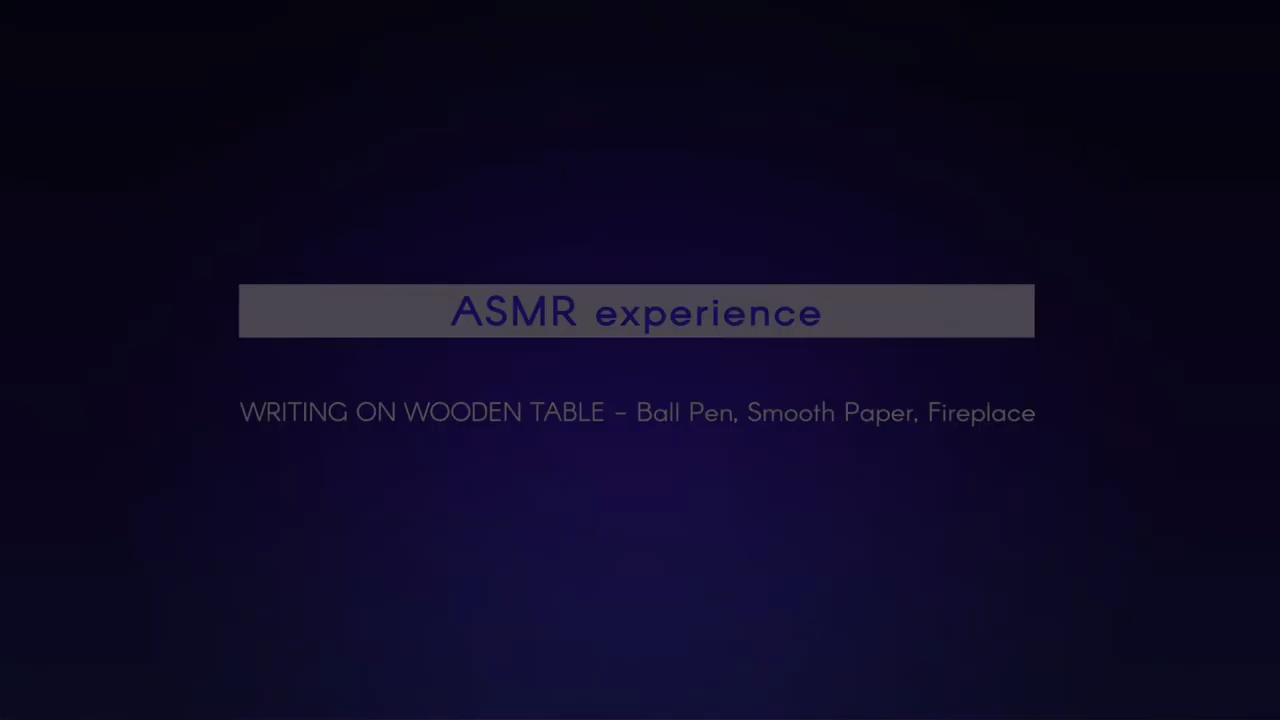 ASMR experience
WRITING ON WOODEN TABLE - Ball Pen, Smooth Paper, Fireplace